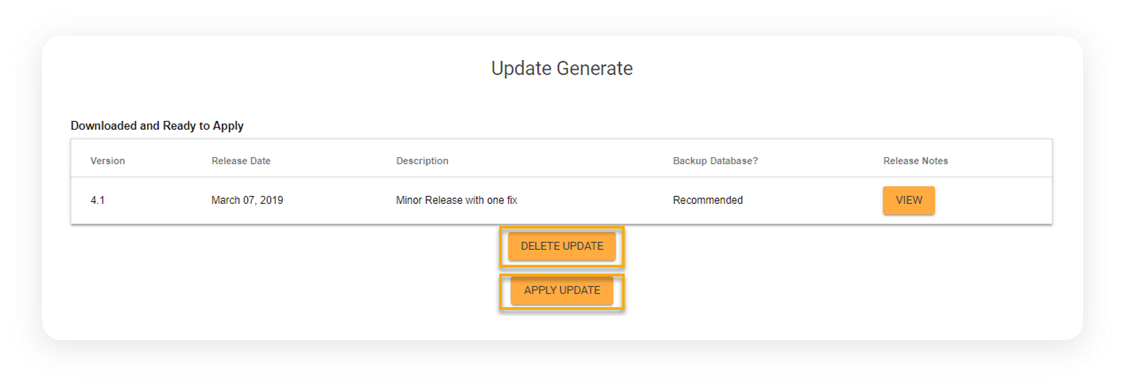 Update Generate
Downloaded and Ready to Apply
Version Release Date Description Backup Database? Release Notes
4.1 March 07, 2019 Minor Release with one fix Recommended VIEW
DELETE UPDATE
APPLY UPDATE